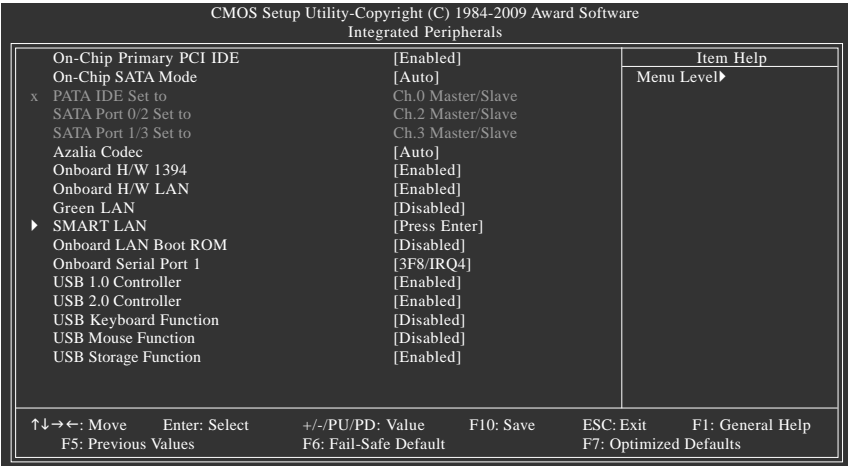 CMOS Setup Utility-Copyright (C) 1984-2009 Award Software
Integrated Peripherals
On-Chip Primary PCI IDE [Enabled] Item Help
On-Chip SATA Mode [Auto] Menu Level▶
x PATA IDE Set to Ch.0 Master/Slave
SATA Port 0/2 Set to Ch.2 Master/Slave
SATA Port 1/3 Set to Ch.3 Master/Slave
Azalia Codec [Auto]
Onboard H/W 1394 [Enabled]
Onboard H/W LAN [Enabled]
Green LAN [Disabled]
▶ SMART LAN [Press Enter]
Onboard LAN Boot ROM [Disabled]
Onboard Serial Port 1 [3F8/IRQ4]
USB 1.0 Controller [Enabled]
USB 2.0 Controller [Enabled]
USB Keyboard Function [Disabled]
USB Mouse Function [Disabled]
USB Storage Function [Enabled]
↑↓→←: Move Enter: Select +/-/PU/PD: Value F10: Save ESC: Exit F1: General Help
F5: Previous Values F6: Fail-Safe Default F7: Optimized Defaults